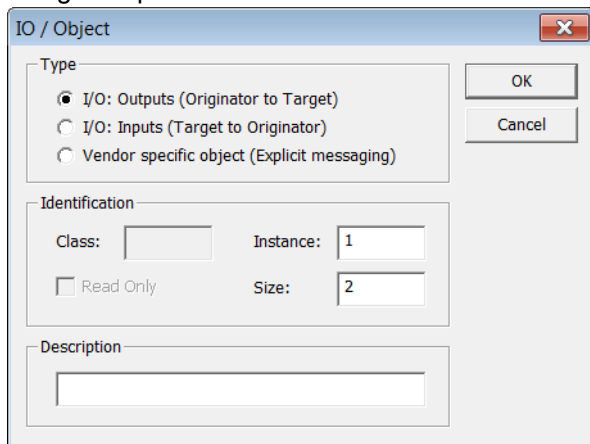 IO / Object
Type
I/O: Outputs (Originator to Target)
I/O: Inputs (Target to Originator)
Vendor specific object (Explicit messaging)
OK
Cancel
Identification
Class:
Instance: 1
Read Only
Size: 2
Description